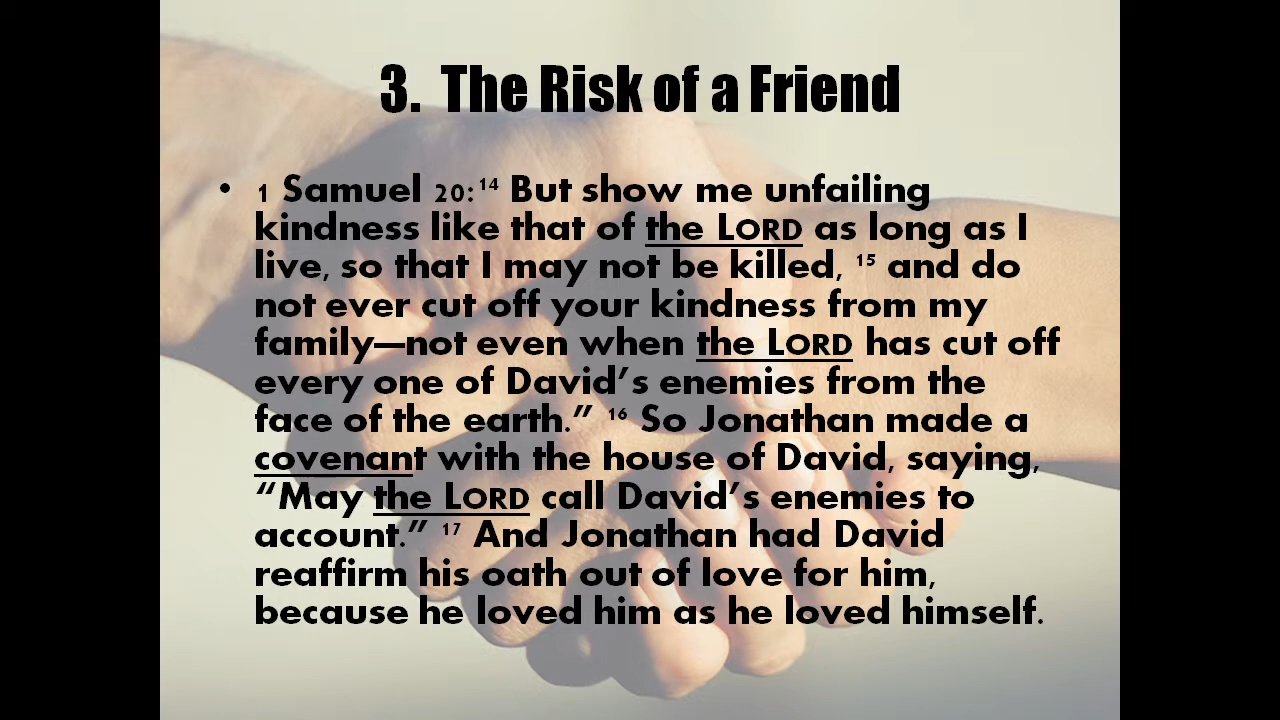 3. The Risk of a Friend
• 1 Samuel 20:14 But show me unfailing
kindness like that of the LORD as long as I
live, so that I may not be killed, 15 and do
not ever cut off your kindness from my
family—not even when the LORD has cut off
every one of David’s enemies from the
face of the earth.” 16 So Jonathan made a
covenant with the house of David, saying,
“May the LORD call David’s enemies to
account.” 17 And Jonathan had David
reaffirm his oath out of love for him,
because he loved him as he loved himself.